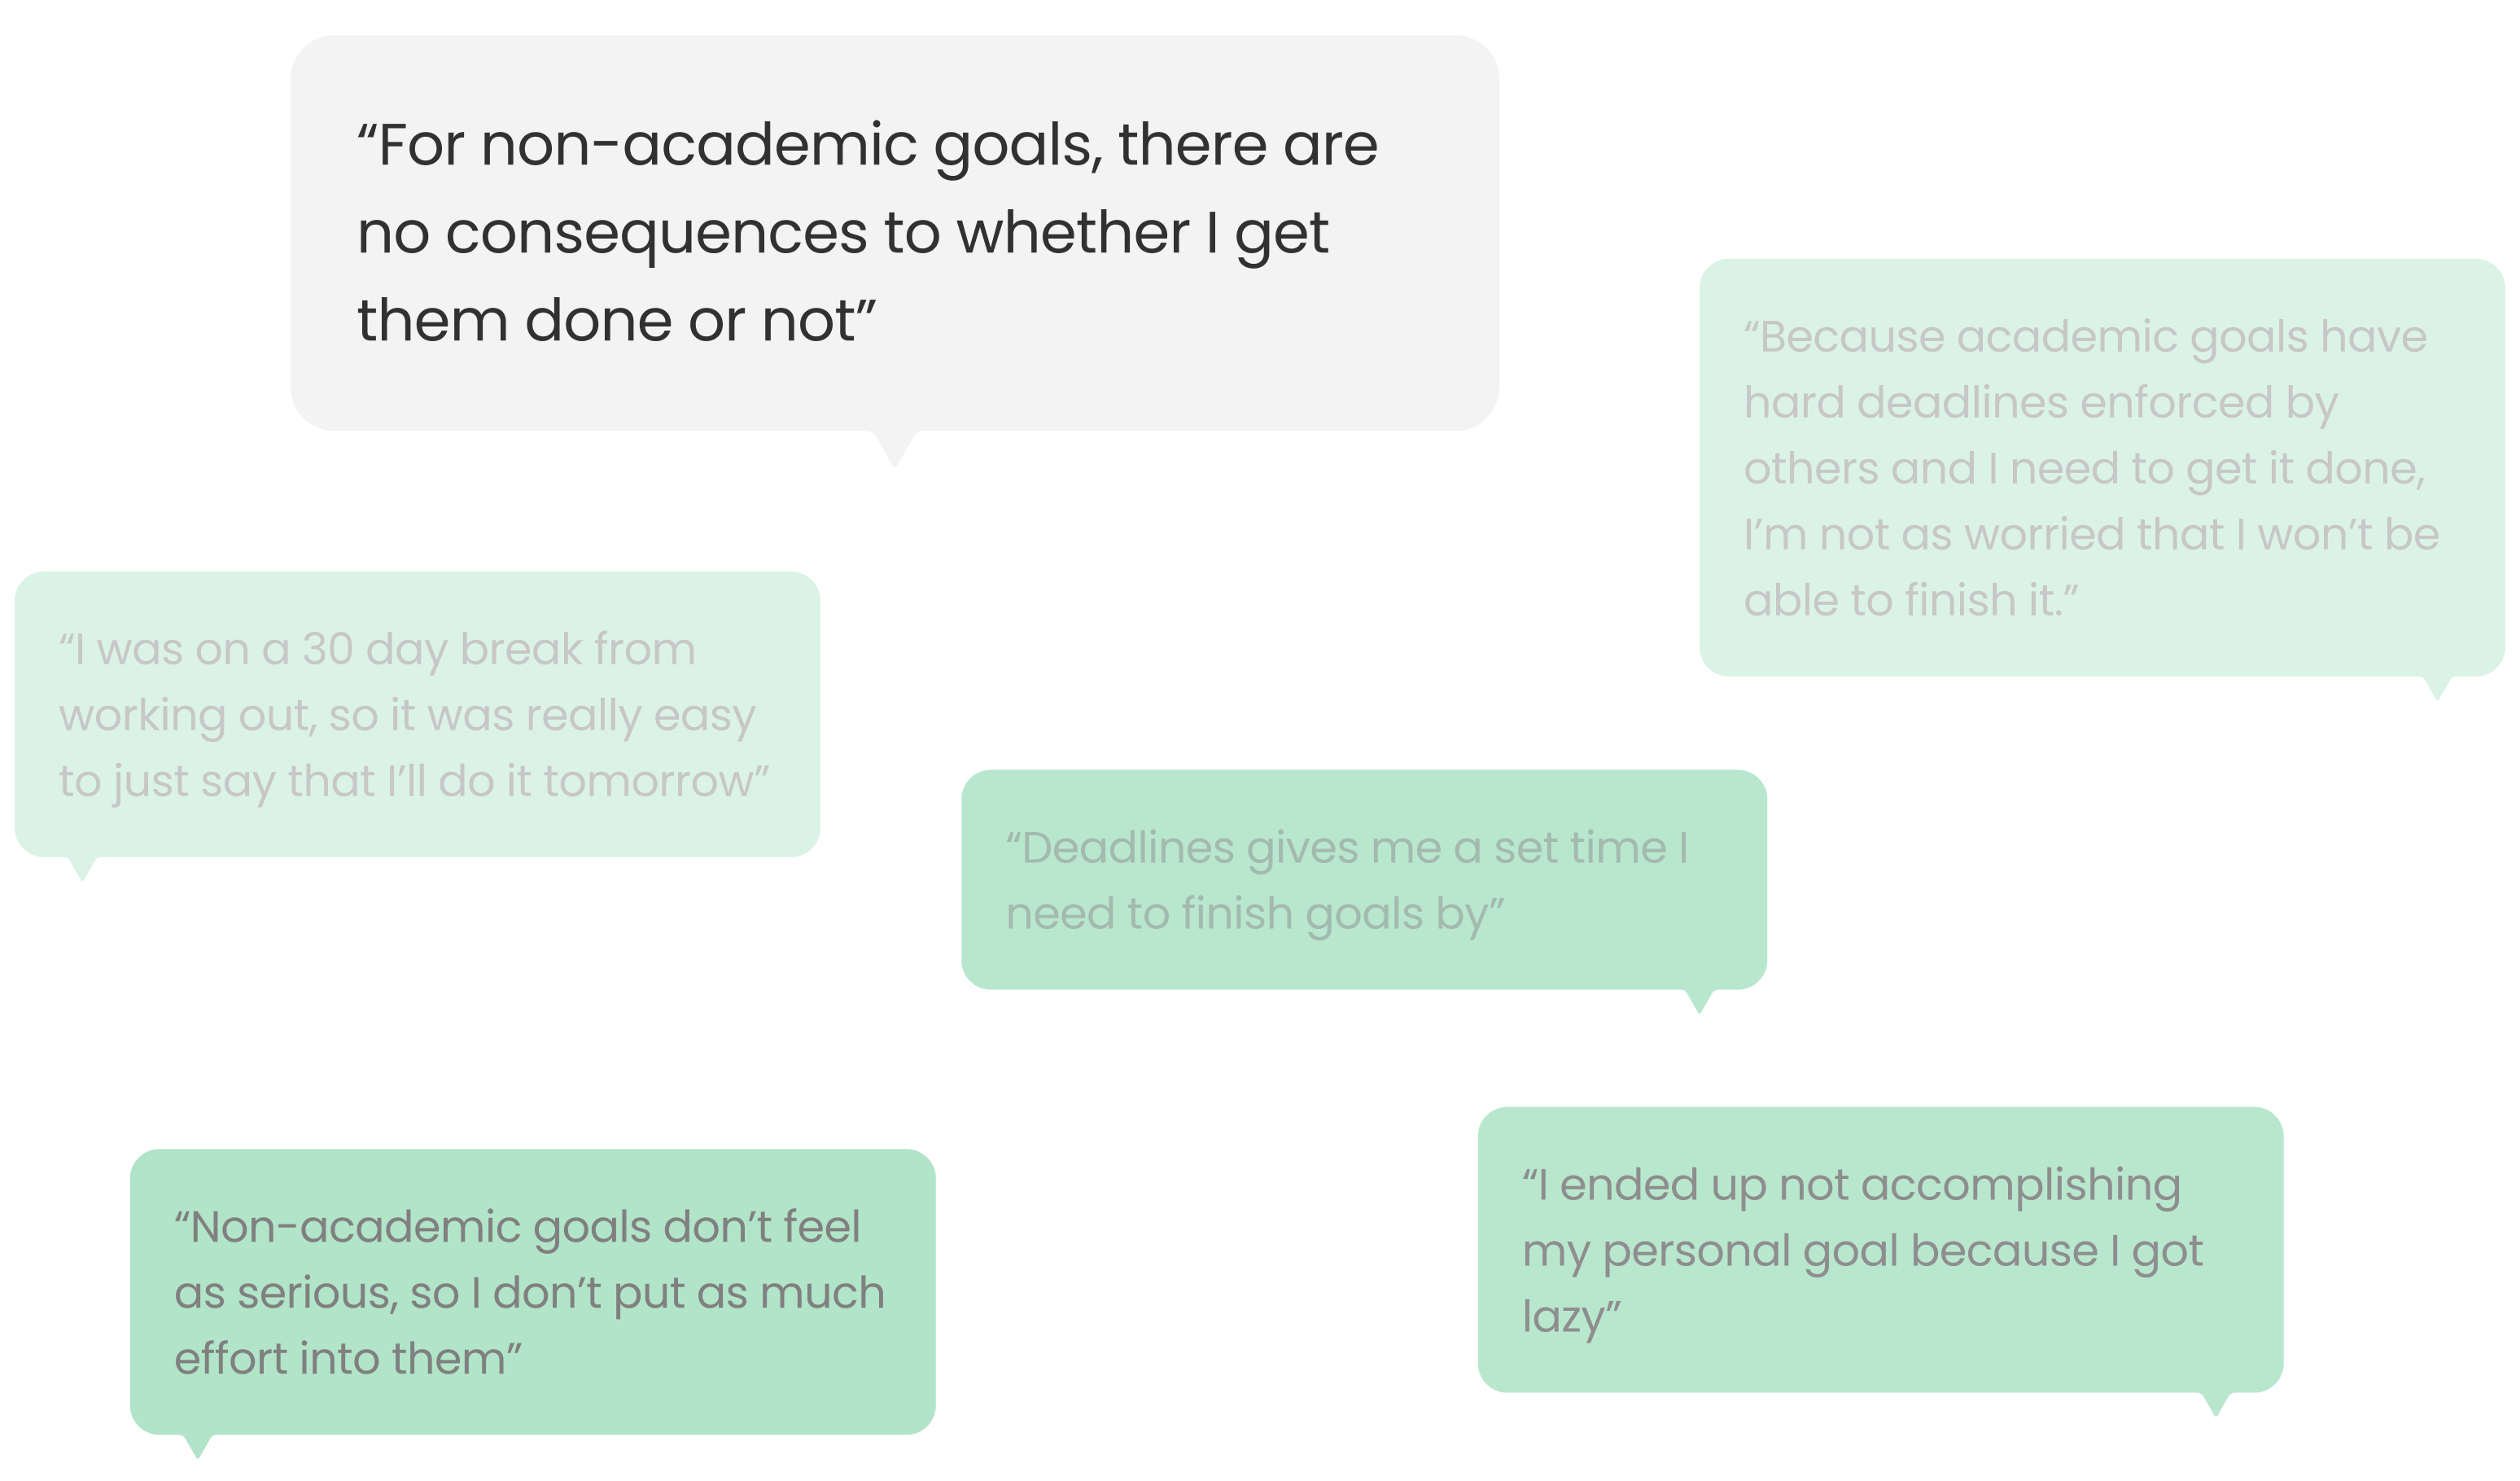 “For non-academic goals, there are
no consequences to whether I get
them done or not”
“Because academic goals have
hard deadlines enforced by
others and I need to get it done,
I’m not as worried that I won’t be
able to finish it.”
“I was on a 30 day break from
working out, so it was really easy
to just say that I’ll do it tomorrow”
“Deadlines gives me a set time I
need to finish goals by”
“I ended up not accomplishing
my personal goal because I got
lazy”
“Non-academic goals don’t feel
as serious, so I don’t put as much
effort into them”